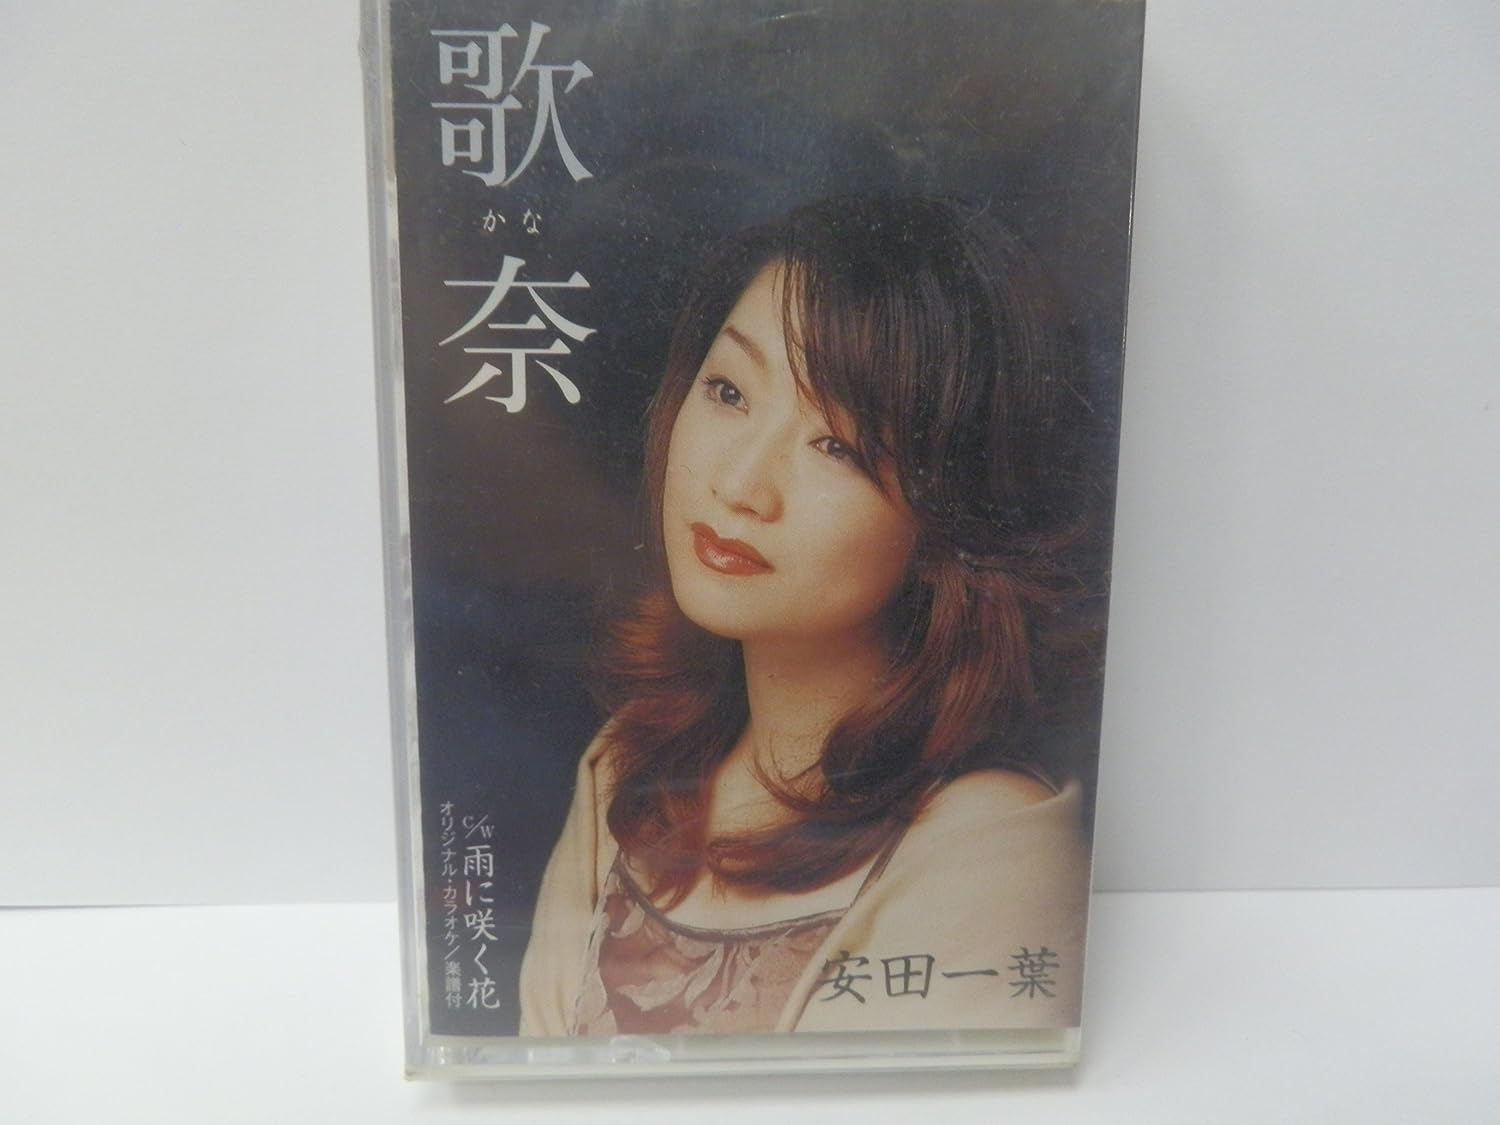 歌奈
かな
c/w 雨に咲く花
オリジナル・カラオケ/楽譜付
安田一葉